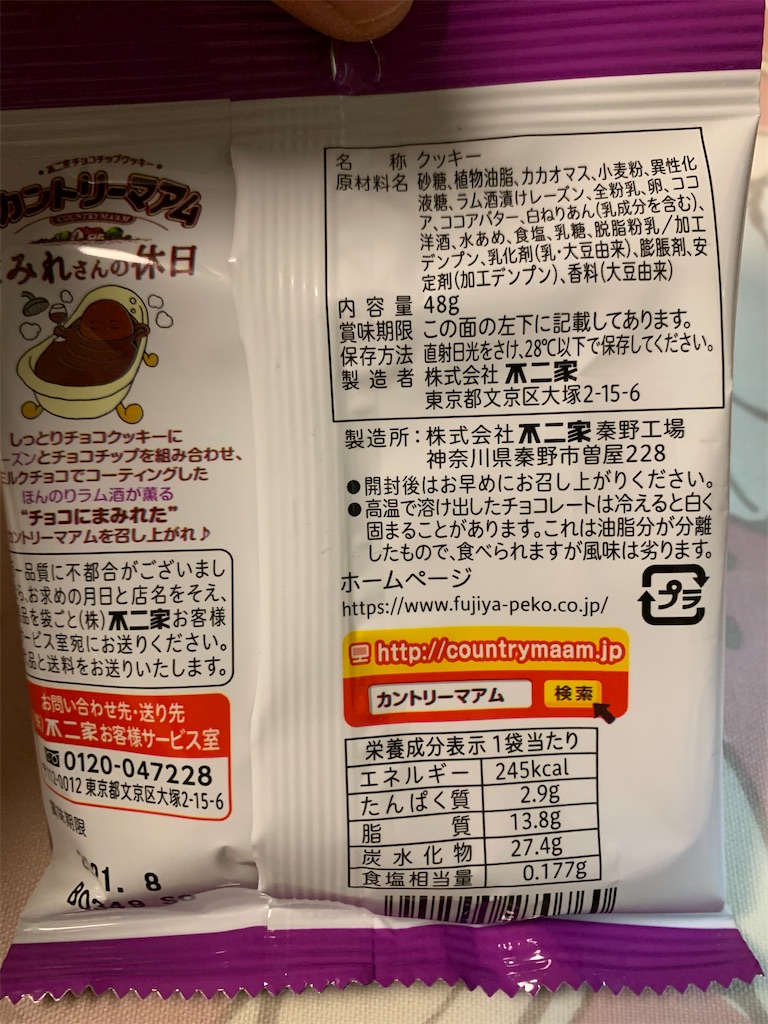 不二家チョコチップクッキー
カントリーマアム
COUNTRY MA'AM
まみれさんの休日
しっとりチョコクッキーに
ーズンとチョコチップを組み合わせ、
ミルクチョコでコーティングした
ほんのりラム酒が薫る
“チョコにまみれた”
カントリーマアムを召し上がれ♪
一品質に不都合がございまし
ら、お求めの月日と店名をそえ、
品を袋ごと(株)不二家お客様
ービス室宛にお送りください。
品と送料をお送りいたします。
お問い合わせ先・送り先
不二家お客様サービス室
0120-047228
-0012 東京都文京区大塚2-15-6
賞味期限
21. 8
名称 クッキー
原材料名 砂糖、植物油脂、カカオマス、小麦粉、異性化
液糖、ラム酒漬けレーズン、全粉乳、卵、ココ
ア、ココアバター、白ねりあん(乳成分を含む)、
洋酒、水あめ、食塩、乳糖、脱脂粉乳/加工
デンプン、乳化剤(乳・大豆由来)、膨脹剤、安
定剤(加工デンプン)、香料(大豆由来)
内容量 48g
賞味期限 この面の左下に記載してあります。
保存方法 直射日光をさけ、28℃以下で保存してください。
製造者 株式会社 不二家
東京都文京区大塚2-15-6
製造所:株式会社 不二家 秦野工場
神奈川県秦野市曽屋228
●開封後はお早めにお召し上がりください。
●高温で溶け出したチョコレートは冷えると白く
固まることがあります。これは油脂分が分離
したもので、食べられますが風味は劣ります。
ホームページ
https://www.fujiya-peko.co.jp/
プラ
http://countrymaam.jp
カントリーマアム 検索
栄養成分表示 1袋当たり
エネルギー 245kcal
たんぱく質 2.9g
脂質 13.8g
炭水化物 27.4g
食塩相当量 0.177g